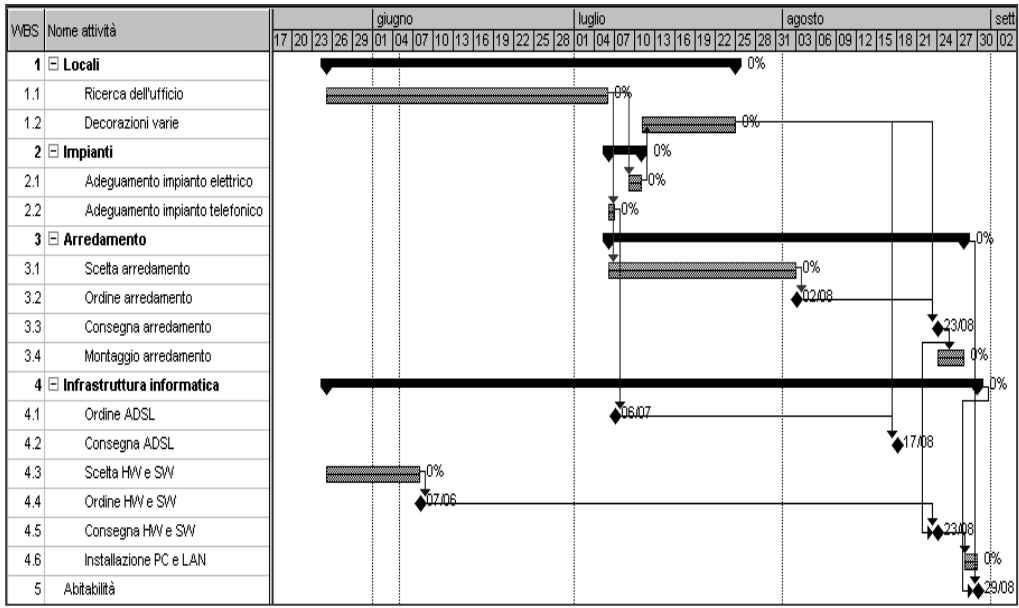 WBS Nome attività giugno luglio agosto sett
17 20 23 26 29 01 04 07 10 13 16 19 22 25 28 01 04 07 10 13 16 19 22 25 28 31 03 06 09 12 15 18 21 24 27 30 02
1 Locali 0%
1.1 Ricerca dell'ufficio 0%
1.2 Decorazioni varie 0%
2 Impianti 0%
2.1 Adeguamento impianto elettrico 0%
2.2 Adeguamento impianto telefonico 0%
3 Arredamento 0%
3.1 Scelta arredamento 0%
3.2 Ordine arredamento 02/08
3.3 Consegna arredamento 23/08
3.4 Montaggio arredamento 0%
4 Infrastruttura informatica 0%
4.1 Ordine ADSL 06/07
4.2 Consegna ADSL 17/08
4.3 Scelta HW e SW 0%
4.4 Ordine HW e SW 07/06
4.5 Consegna HW e SW 23/08
4.6 Installazione PC e LAN 0%
5 Abitabilità 29/08